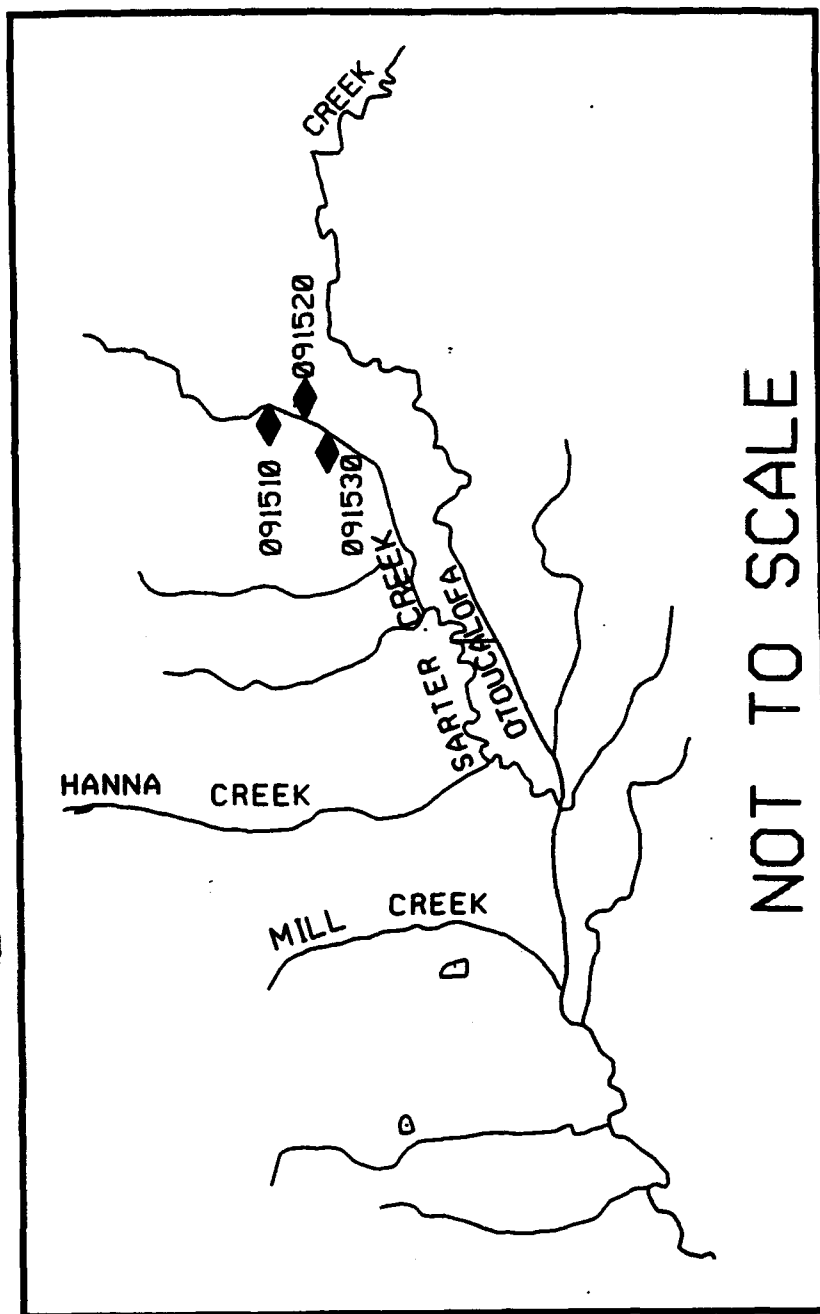 CREEK
091520
091510
091530
SARTER CREEK
OTOUCALOFA
HANNA CREEK
MILL CREEK
NOT TO SCALE